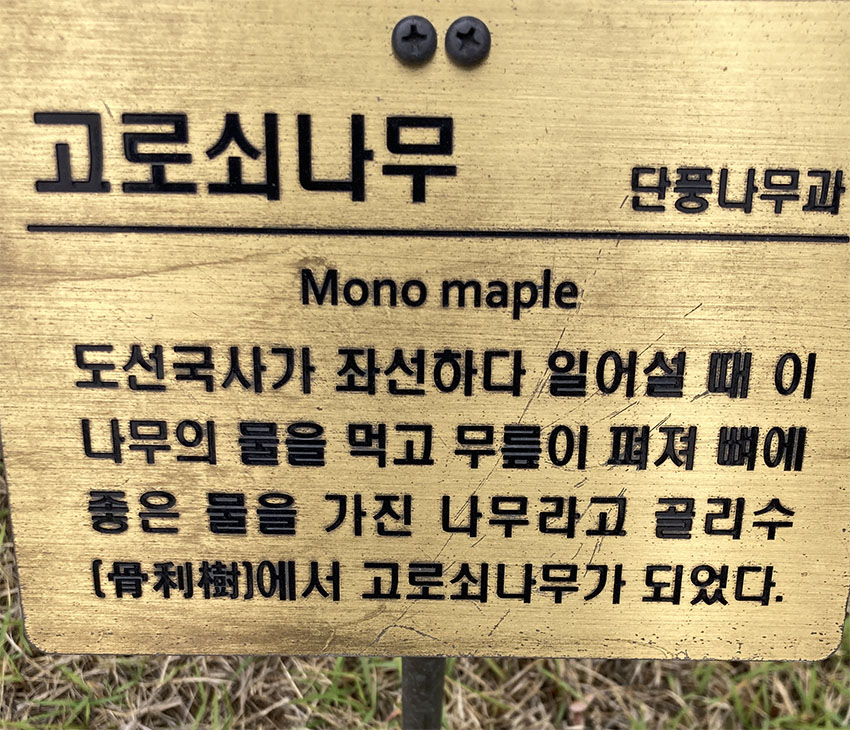 고로쇠나무
단풍나무과
Mono maple
도선국사가 좌선하다 일어설 때 이
나무의 물을 먹고 무릎이 펴져 뼈에
좋은 물을 가진 나무라고 골리수
(骨利樹)에서 고로쇠나무가 되었다.